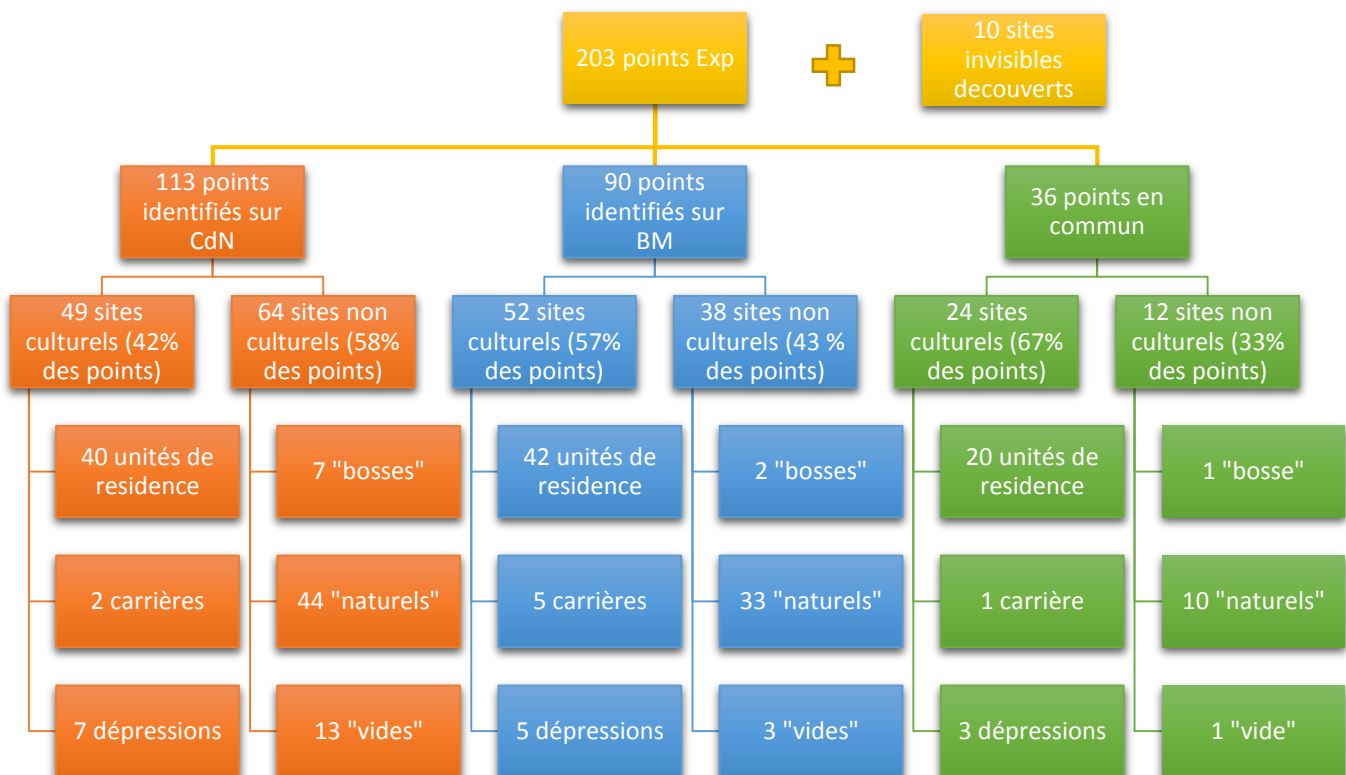 203 points Exp
10 sites
invisibles
decouverts
113 points
identifiés sur
CdN
90 points
identifiés sur
BM
36 points en
commun
49 sites
culturels (42%
des points)
64 sites non
culturels (58%
des points)
52 sites
culturels (57%
des points)
38 sites non
culturels (43 %
des points)
24 sites
culturels (67%
des points)
12 sites non
culturels (33%
des points)
40 unités de
residence
7 "bosses"
42 unités de
residence
2 "bosses"
20 unités de
residence
1 "bosse"
2 carrières
44 "naturels"
5 carrières
33 "naturels"
1 carrière
10 "naturels"
7 dépressions
13 "vides"
5 dépressions
3 "vides"
3 dépressions
1 "vide"